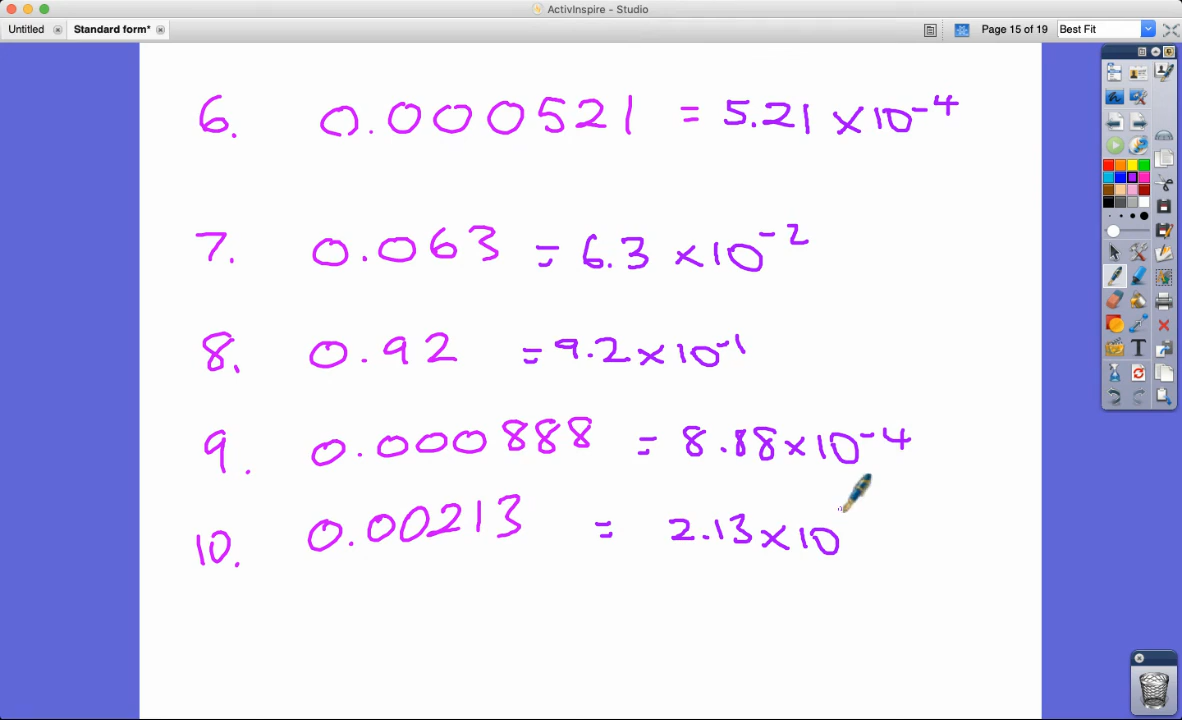 ActivInspire - Studio
Untitled Standard form* Page 15 of 19 Best Fit
6. 0.000521 = 5.21 × 10⁻⁴
7. 0.063 = 6.3 × 10⁻²
8. 0.92 = 9.2 × 10⁻¹
9. 0.000888 = 8.88 × 10⁻⁴
10. 0.00213 = 2.13 × 10